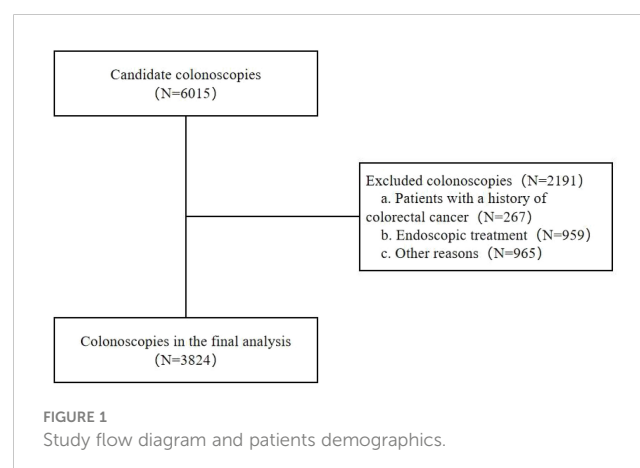 Candidate colonoscopies
(N=6015)
Excluded colonoscopies (N=2191)
a. Patients with a history of
colorectal cancer (N=267)
b. Endoscopic treatment (N=959)
c. Other reasons (N=965)
Colonoscopies in the final analysis
(N=3824)
FIGURE 1
Study flow diagram and patients demographics.